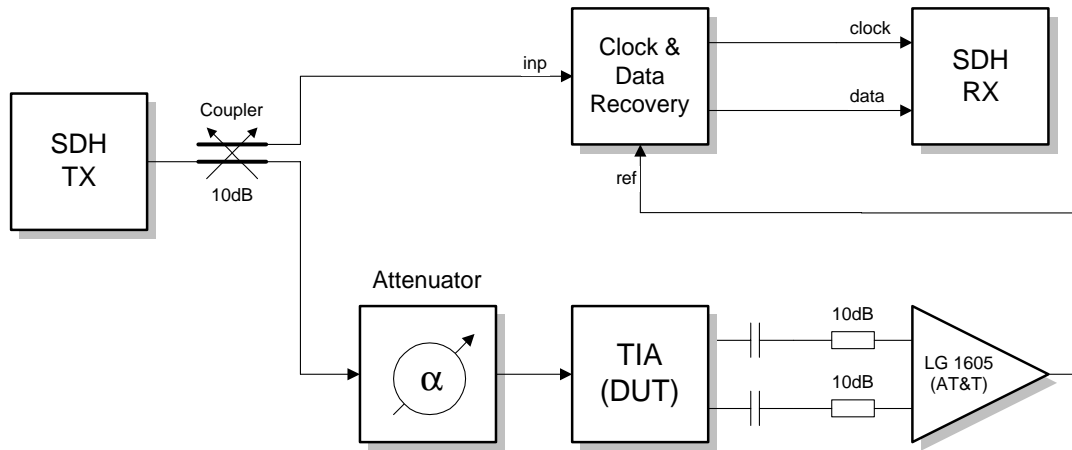 Clock &
Data
Recovery
clock
data
SDH
RX
inp
ref
Coupler
10dB
SDH
TX
Attenuator
α
TIA
(DUT)
10dB
10dB
LG 1605
(AT&T)